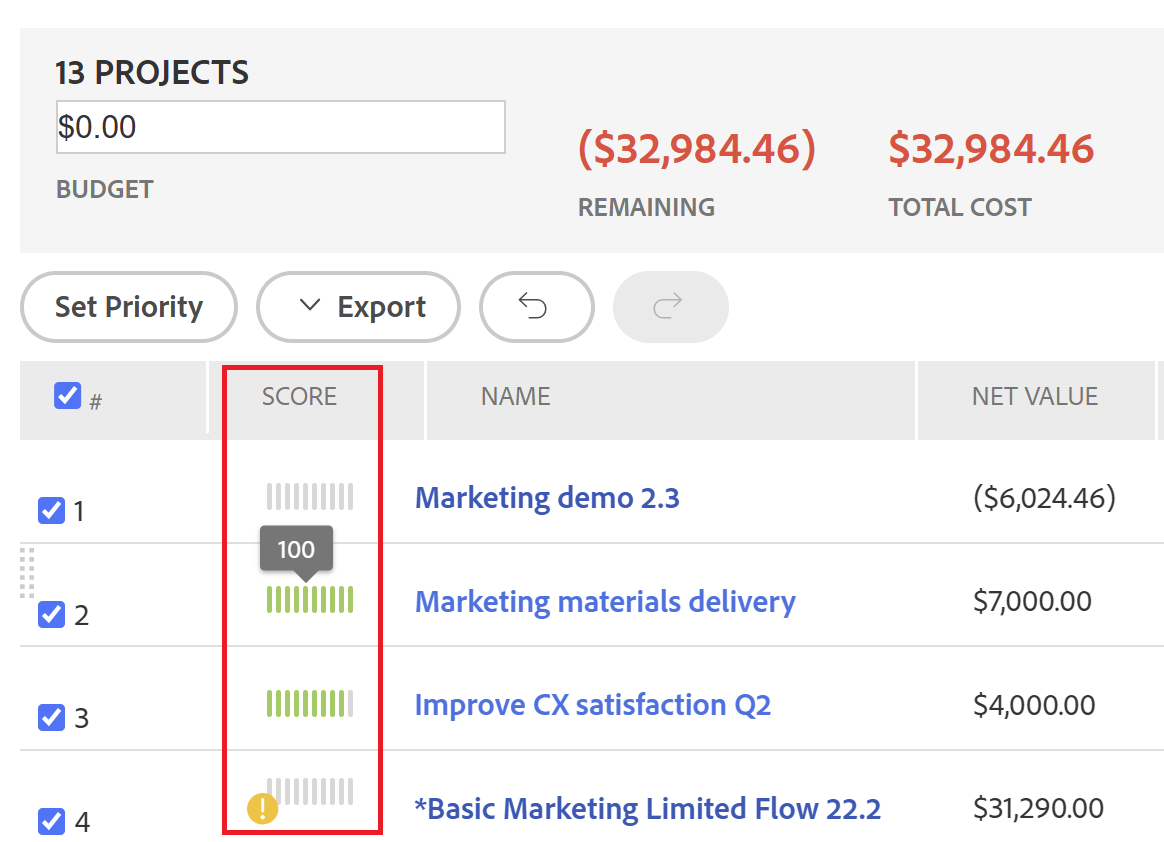 13 PROJECTS
$0.00
BUDGET
($32,984.46)
REMAINING
$32,984.46
TOTAL COST
Set Priority
Export
# SCORE NAME NET VALUE
1 Marketing demo 2.3 ($6,024.46)
100
2 Marketing materials delivery $7,000.00
3 Improve CX satisfaction Q2 $4,000.00
! 4 *Basic Marketing Limited Flow 22.2 $31,290.00